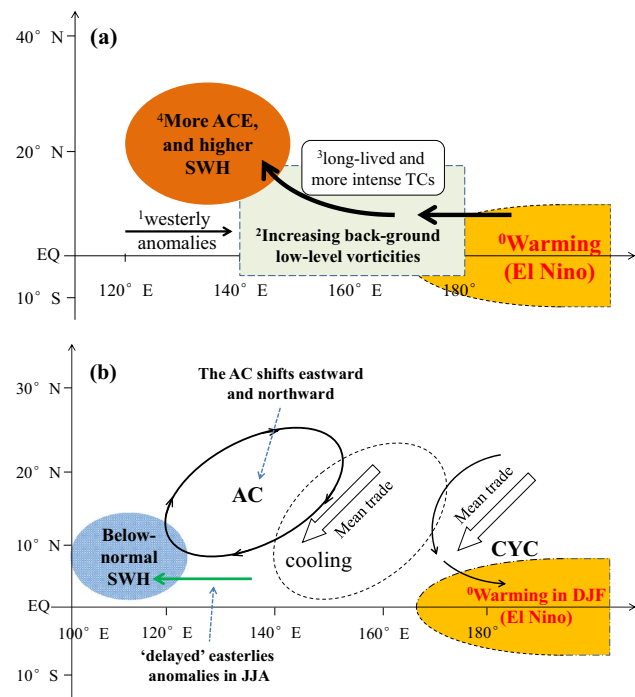 40° N
(a)
⁴More ACE,
and higher
SWH
20° N
³long-lived and
more intense TCs
¹westerly
anomalies
²Increasing back-ground
low-level vorticities
⁰Warming
(El Nino)
EQ
10° S
120° E
140° E
160° E
180°
(b)
The AC shifts eastward
and northward
30° N
20° N
AC
Mean trade
Mean trade
10° N
Below-
normal
SWH
cooling
CYC
⁰Warming in DJF
(El Nino)
EQ
100° E
120° E
140° E
160° E
180°
'delayed' easterlies
anomalies in JJA
10° S